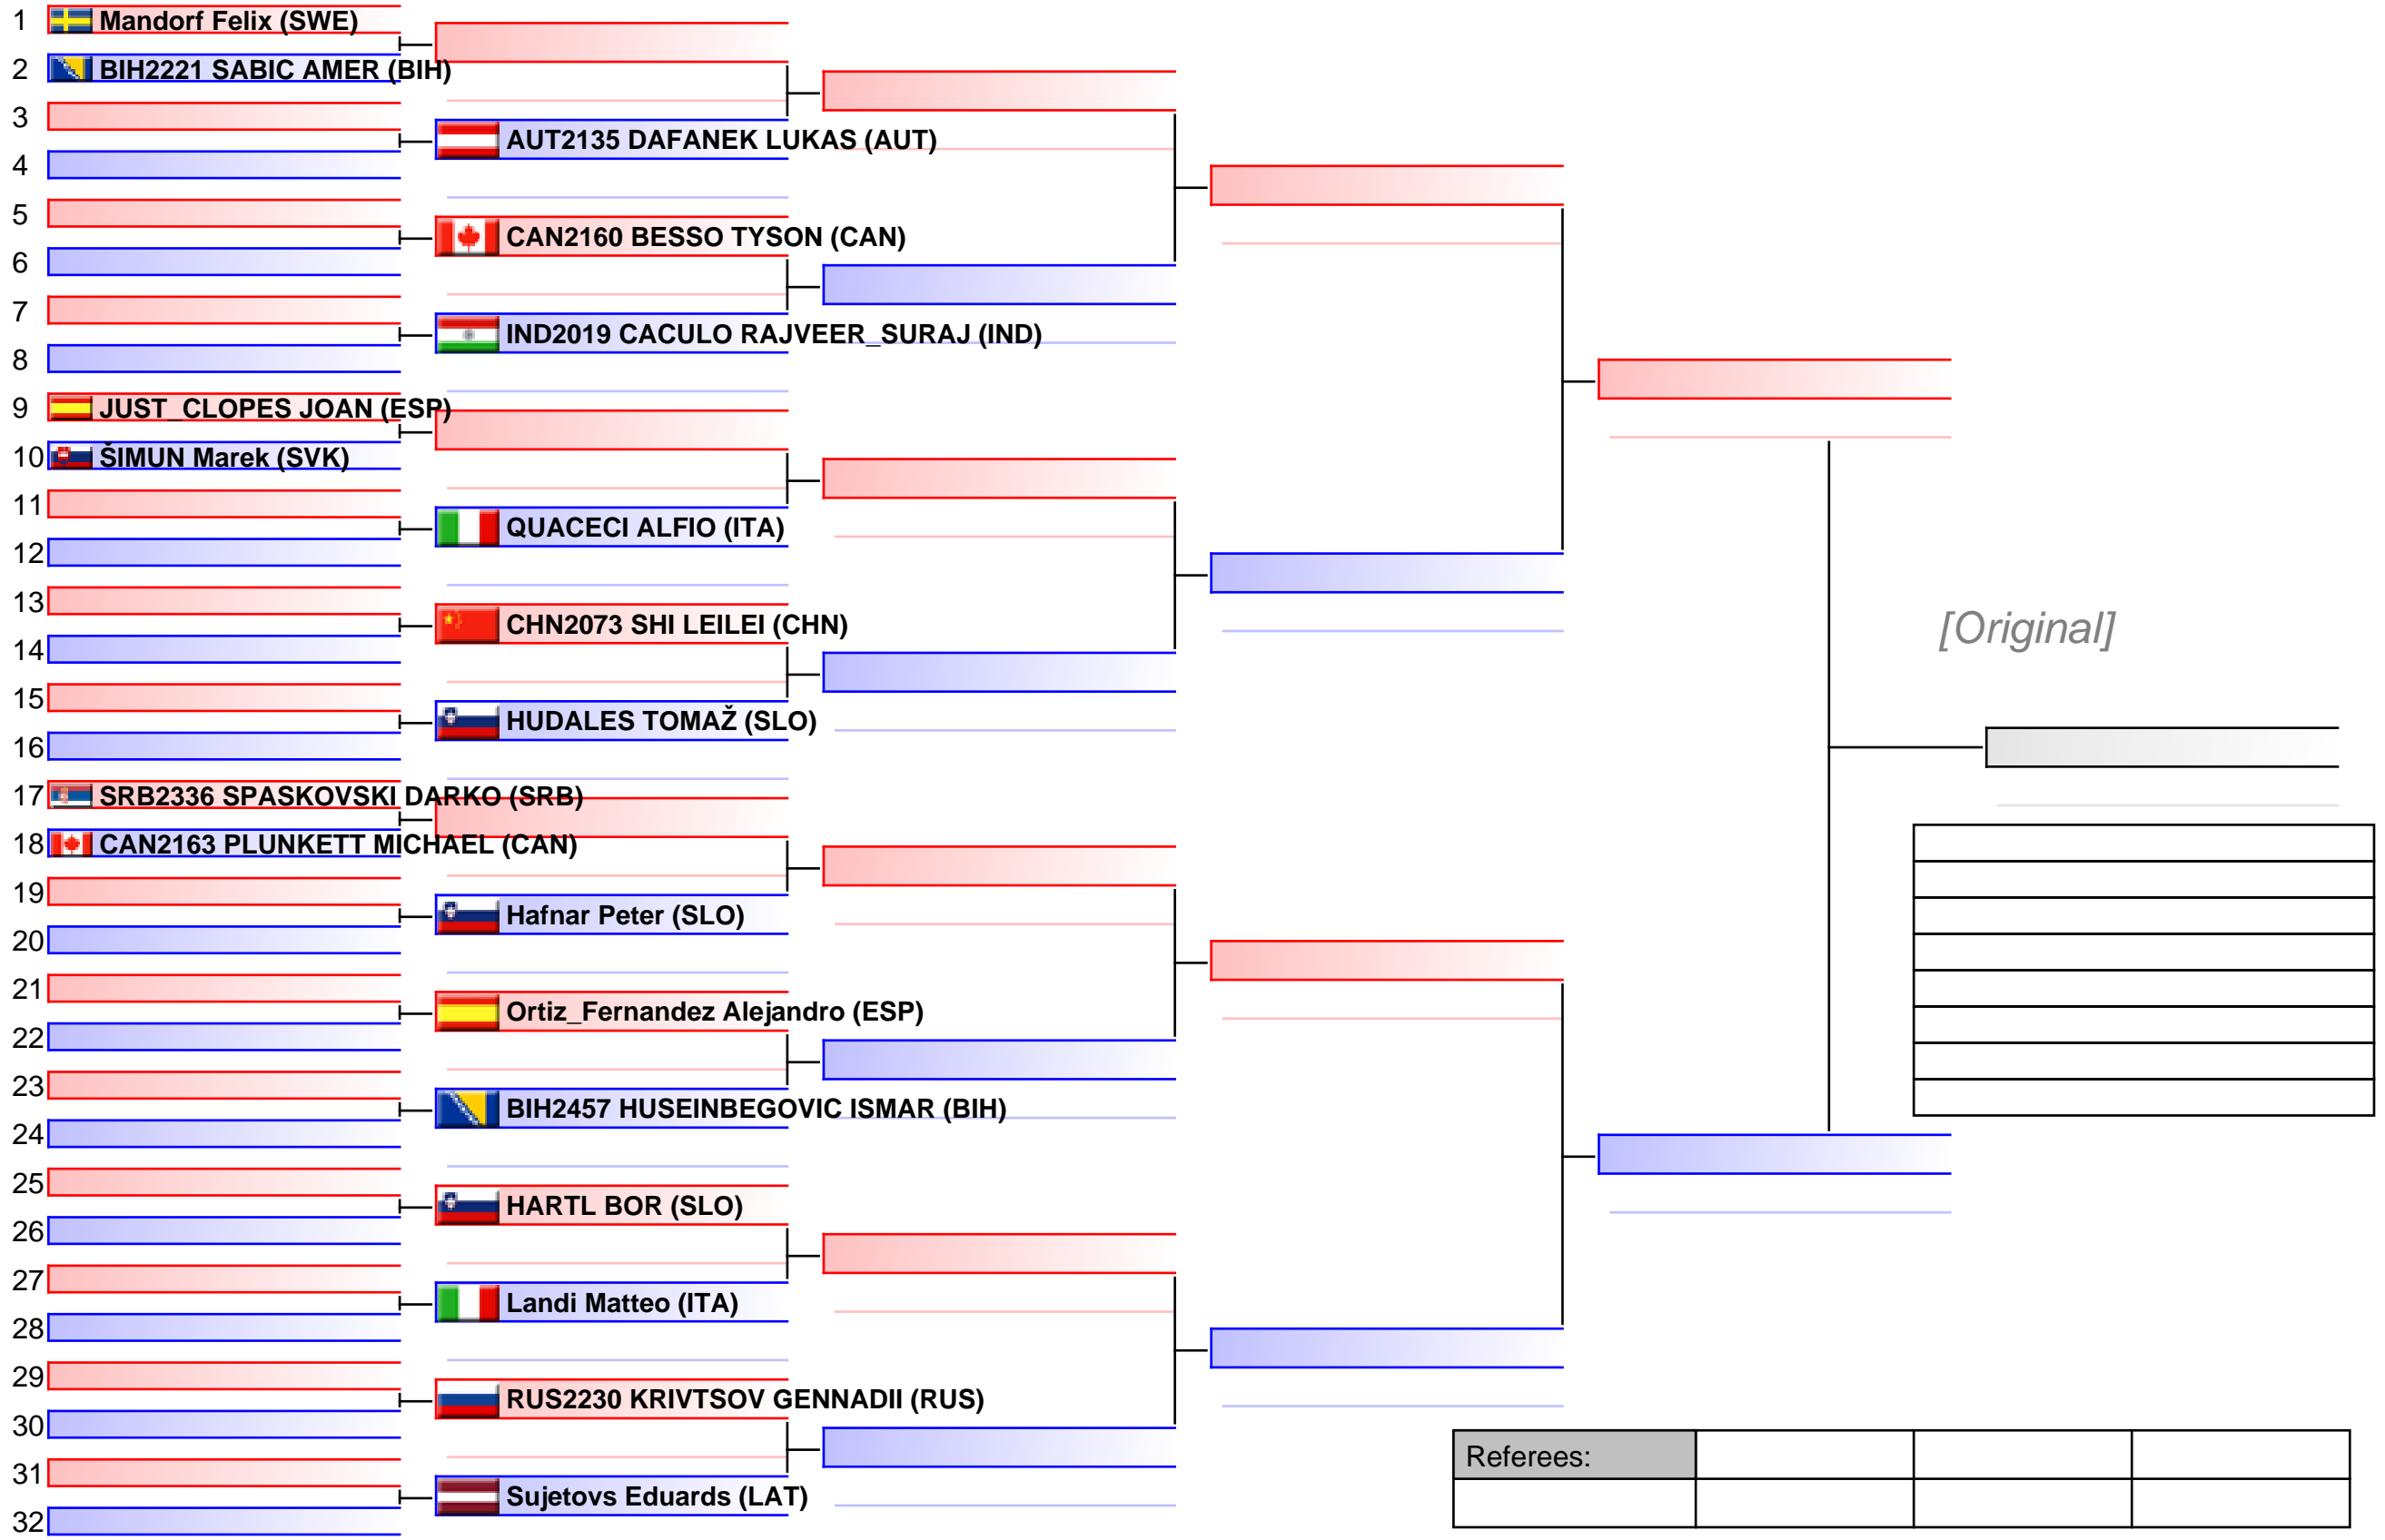 1 Mandorf Felix (SWE)
2 BIH2221 SABIC AMER (BIH)
3
AUT2135 DAFANEK LUKAS (AUT)
4
5
CAN2160 BESSO TYSON (CAN)
6
7
IND2019 CACULO RAJVEER_SURAJ (IND)
8
9 JUST_CLOPES JOAN (ESP)
10 ŠIMUN Marek (SVK)
11
QUACECI ALFIO (ITA)
12
13
CHN2073 SHI LEILEI (CHN)
14
[Original]
15
HUDALES TOMAŽ (SLO)
16
17 SRB2336 SPASKOVSKI DARKO (SRB)
18 CAN2163 PLUNKETT MICHAEL (CAN)
19
Hafnar Peter (SLO)
20
21
Ortiz_Fernandez Alejandro (ESP)
22
23
BIH2457 HUSEINBEGOVIC ISMAR (BIH)
24
25
HARTL BOR (SLO)
26
27
Landi Matteo (ITA)
28
29
RUS2230 KRIVTSOV GENNADII (RUS)
30
Referees:
31
Sujetovs Eduards (LAT)
32